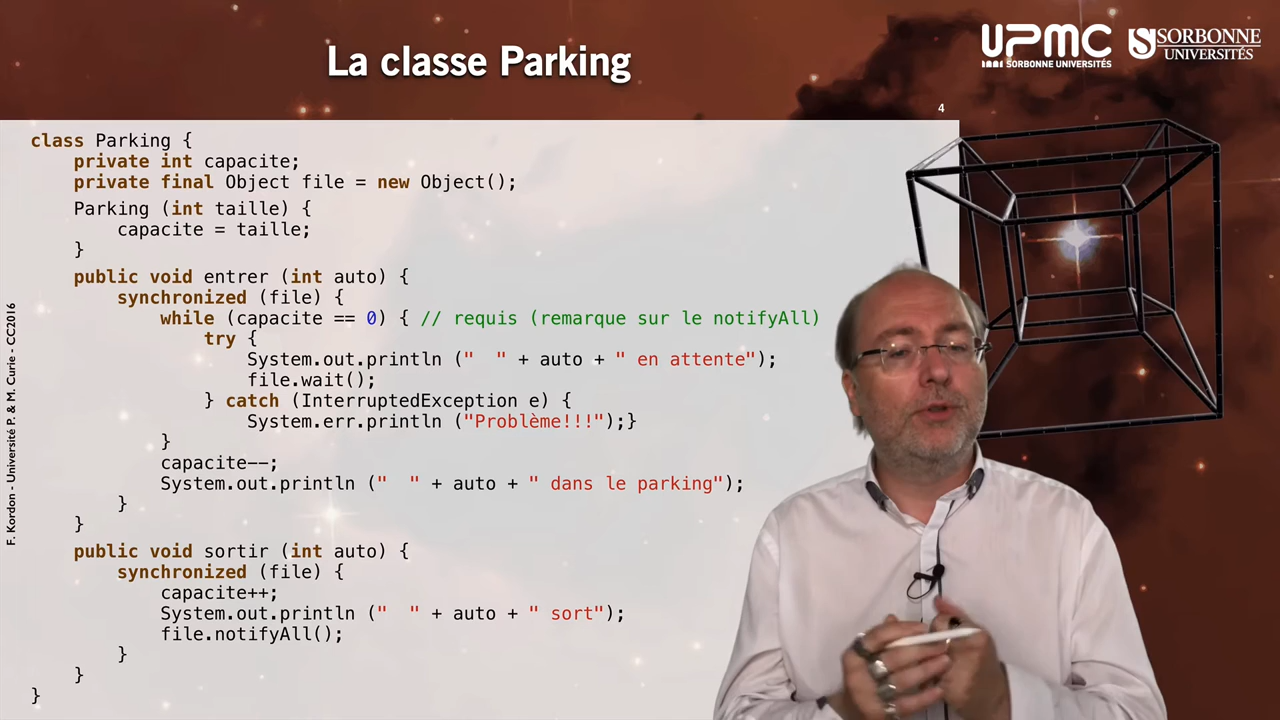 La classe Parking
UPMC
SORBONNE UNIVERSITÉS
SORBONNE
UNIVERSITÉS
4
class Parking {
private int capacite;
private final Object file = new Object();
Parking (int taille) {
capacite = taille;
}
public void entrer (int auto) {
synchronized (file) {
while (capacite == 0) { // requis (remarque sur le notifyAll)
try {
System.out.println ("  " + auto + " en attente");
file.wait();
} catch (InterruptedException e) {
System.err.println ("Problème!!!");}
}
capacite--;
System.out.println ("  " + auto + " dans le parking");
}
}
public void sortir (int auto) {
synchronized (file) {
capacite++;
System.out.println ("  " + auto + " sort");
file.notifyAll();
}
}
}
F. Kordon - Université P. & M. Curie - CC2016